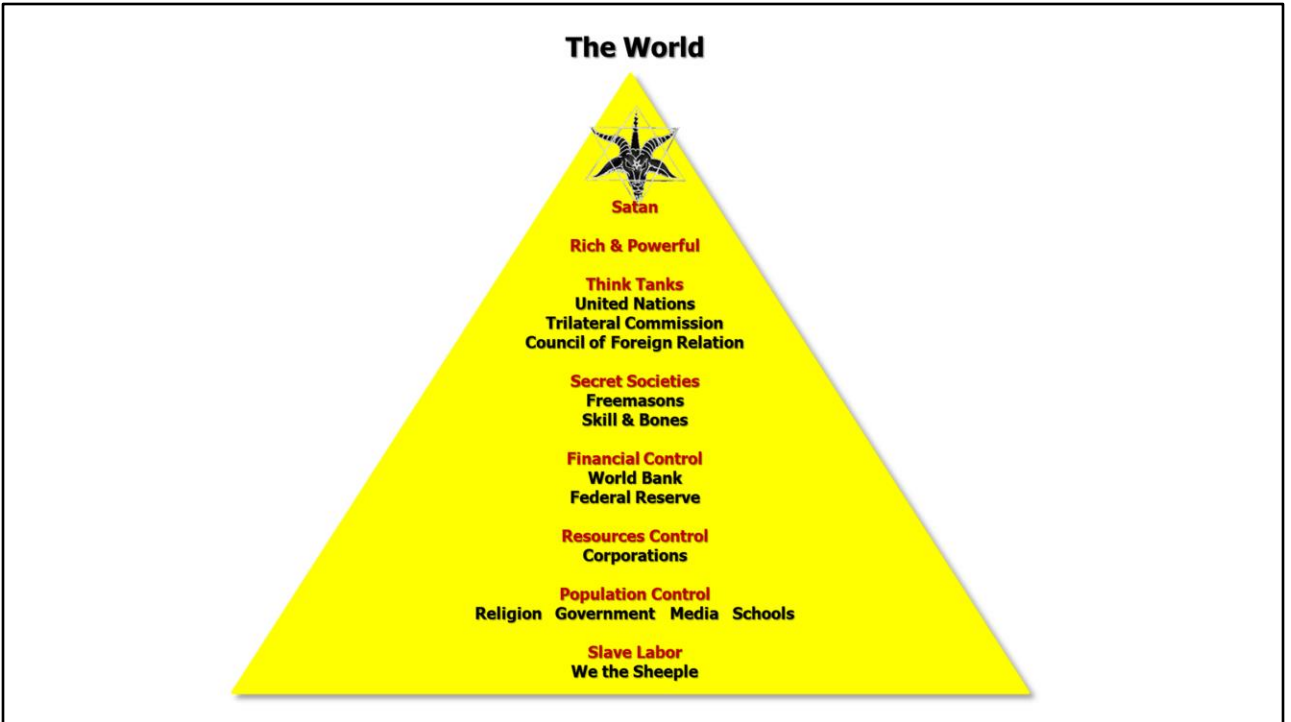 The World
Satan
Rich & Powerful
Think Tanks
United Nations
Trilateral Commission
Council of Foreign Relation
Secret Societies
Freemasons
Skill & Bones
Financial Control
World Bank
Federal Reserve
Resources Control
Corporations
Population Control
Religion Government Media Schools
Slave Labor
We the Sheeple